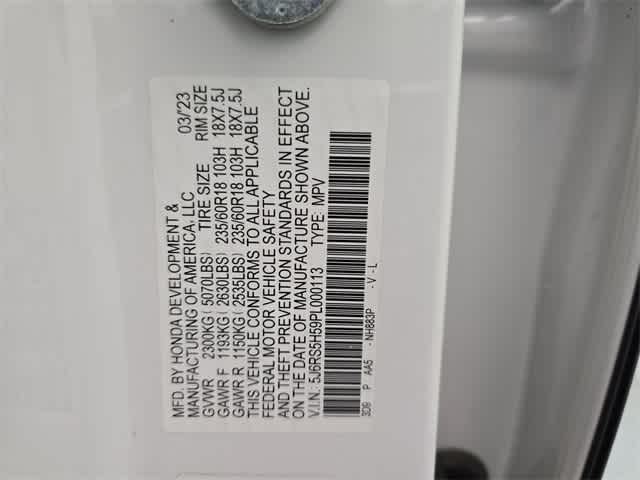 MFD. BY HONDA DEVELOPMENT & 03/23
MANUFACTURING OF AMERICA, LLC
TIRE SIZE RIM SIZE
GVWR 2300KG ( 5070LBS)
GAWR F 1193KG ( 2630LBS) 235/60R18 103H 18X7.5J
GAWR R 1150KG ( 2535LBS) 235/60R18 103H 18X7.5J
THIS VEHICLE CONFORMS TO ALL APPLICABLE
FEDERAL MOTOR VEHICLE SAFETY
AND THEFT PREVENTION STANDARDS IN EFFECT
ON THE DATE OF MANUFACTURE SHOWN ABOVE.
V.I.N.: 5J6RS5H59PL000113 TYPE: MPV
3D9 P AA5 - NH883P - V - L